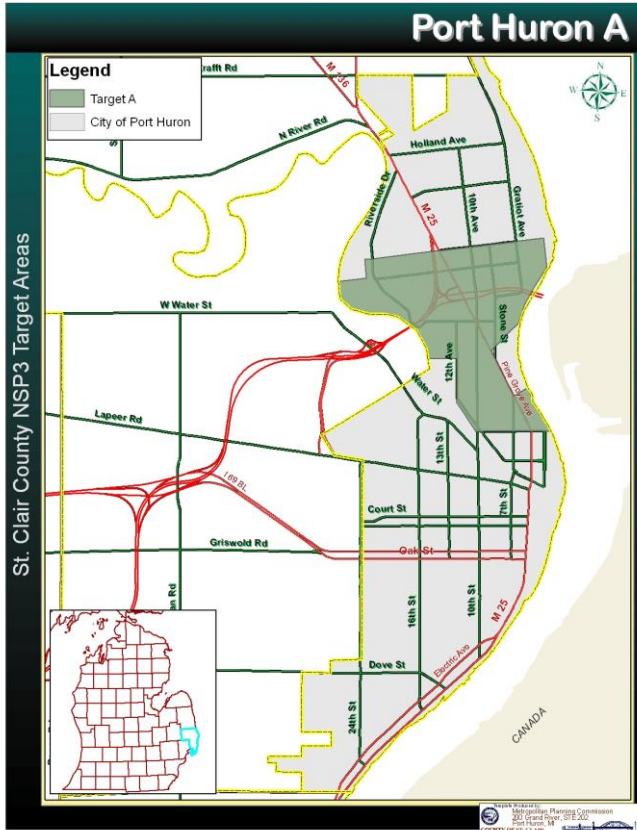 Port Huron A
St. Clair County NSP3 Target Areas
Legend
Target A
City of Port Huron
rafft Rd
M 136
N
W
E
S
S
N River Rd
Holland Ave
Riverside Dr
M 25
10th Ave
Gratiot Ave
W Water St
Stone St
12th Ave
Water St
Pine Grove Ave
Lapeer Rd
13th St
I 69 BL
7th St
Court St
Griswold Rd
Oak St
an Rd
16th St
10th St
M 25
Electric Ave
Dove St
24th St
CANADA
Metropolitan Planning Commission
200 Grand River, STE 202
Port Huron, MI